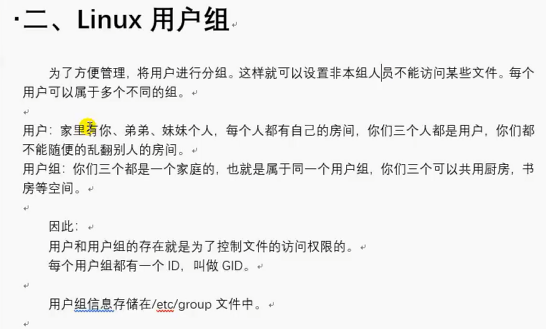 ·二、Linux 用户组
为了方便管理，将用户进行分组。这样就可以设置非本组人员不能访问某些文件。每个
用户可以属于多个不同的组。
用户：家里有你、弟弟、妹妹个人，每个人都有自己的房间，你们三个人都是用户，你们都
不能随便的乱翻别人的房间。
用户组：你们三个都是一个家庭的，也就是属于同一个用户组，你们三个可以共用厨房，书
房等空间。
因此：
用户和用户组的存在就是为了控制文件的访问权限的。
每个用户组都有一个 ID，叫做 GID。
用户组信息存储在/etc/group 文件中。